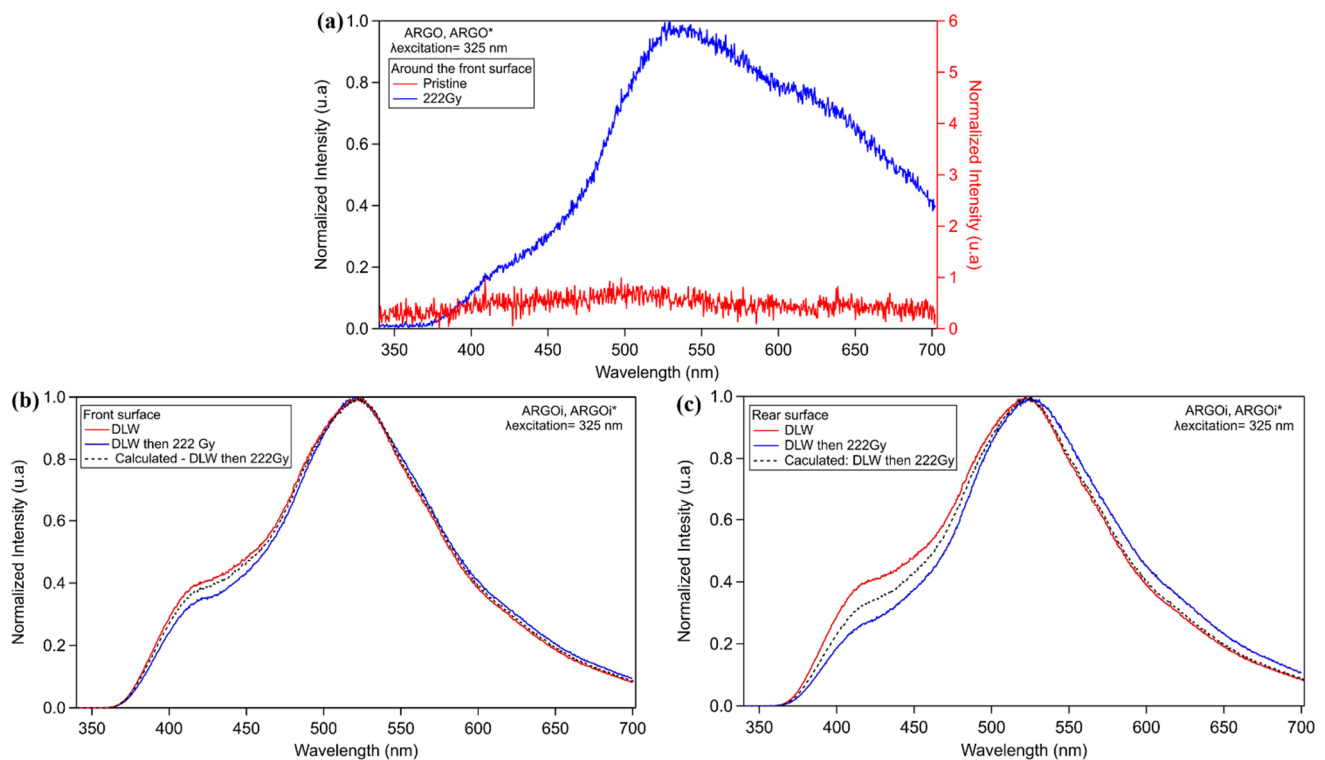 (a)
ARGO, ARGO*
λexcitation= 325 nm
Around the front surface
Pristine
222Gy
Normalized Intensity (u.a)
1.0
0.8
0.6
0.4
0.2
0.0
6
5
4
3
2
1
0
Normalized Intensity (u.a)
350 400 450 500 550 600 650 700
Wavelength (nm)
(b)
Front surface
DLW
DLW then 222 Gy
Calculated - DLW then 222Gy
ARGOi, ARGOi*
λexcitation= 325 nm
Normalized Intensity (u.a)
1.0
0.8
0.6
0.4
0.2
0.0
350 400 450 500 550 600 650 700
Wavelength (nm)
(c)
Rear surface
DLW
DLW then 222Gy
Caculated: DLW then 222Gy
ARGOi, ARGOi*
λexcitation= 325 nm
Normalized Intesity (u.a)
1.0
0.8
0.6
0.4
0.2
0.0
350 400 450 500 550 600 650 700
Wavelength (nm)